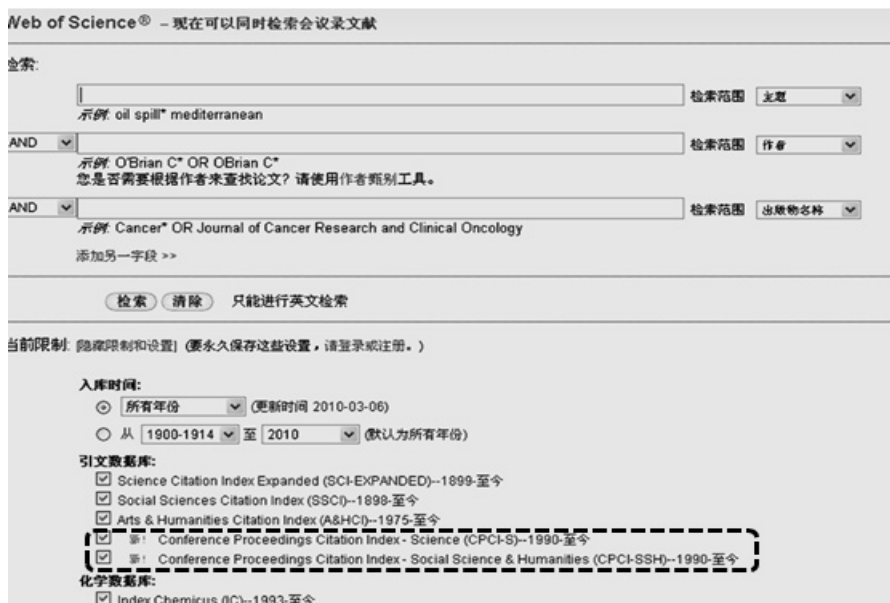 Web of Science® – 现在可以同时检索会议录文献
检索:
检索范围 主题
示例: oil spill* mediterranean
AND 检索范围 作者
示例: O'Brian C* OR OBrian C*
您是否需要根据作者来查找论文? 请使用作者甄别工具。
AND 检索范围 出版物名称
示例: Cancer* OR Journal of Cancer Research and Clinical Oncology
添加另一字段 >>
检索 清除 只能进行英文检索
当前限制: [隐藏限制和设置] (要永久保存这些设置,请登录或注册。)
入库时间:
所有年份 (更新时间 2010-03-06)
从 1900-1914 至 2010 (默认为所有年份)
引文数据库:
Science Citation Index Expanded (SCI-EXPANDED)--1899-至今
Social Sciences Citation Index (SSCI)--1898-至今
Arts & Humanities Citation Index (A&HCI)--1975-至今
新! Conference Proceedings Citation Index - Science (CPCI-S)--1990-至今
新! Conference Proceedings Citation Index - Social Science & Humanities (CPCI-SSH)--1990-至今
化学数据库:
Index Chemicus (IC)--1993-至今